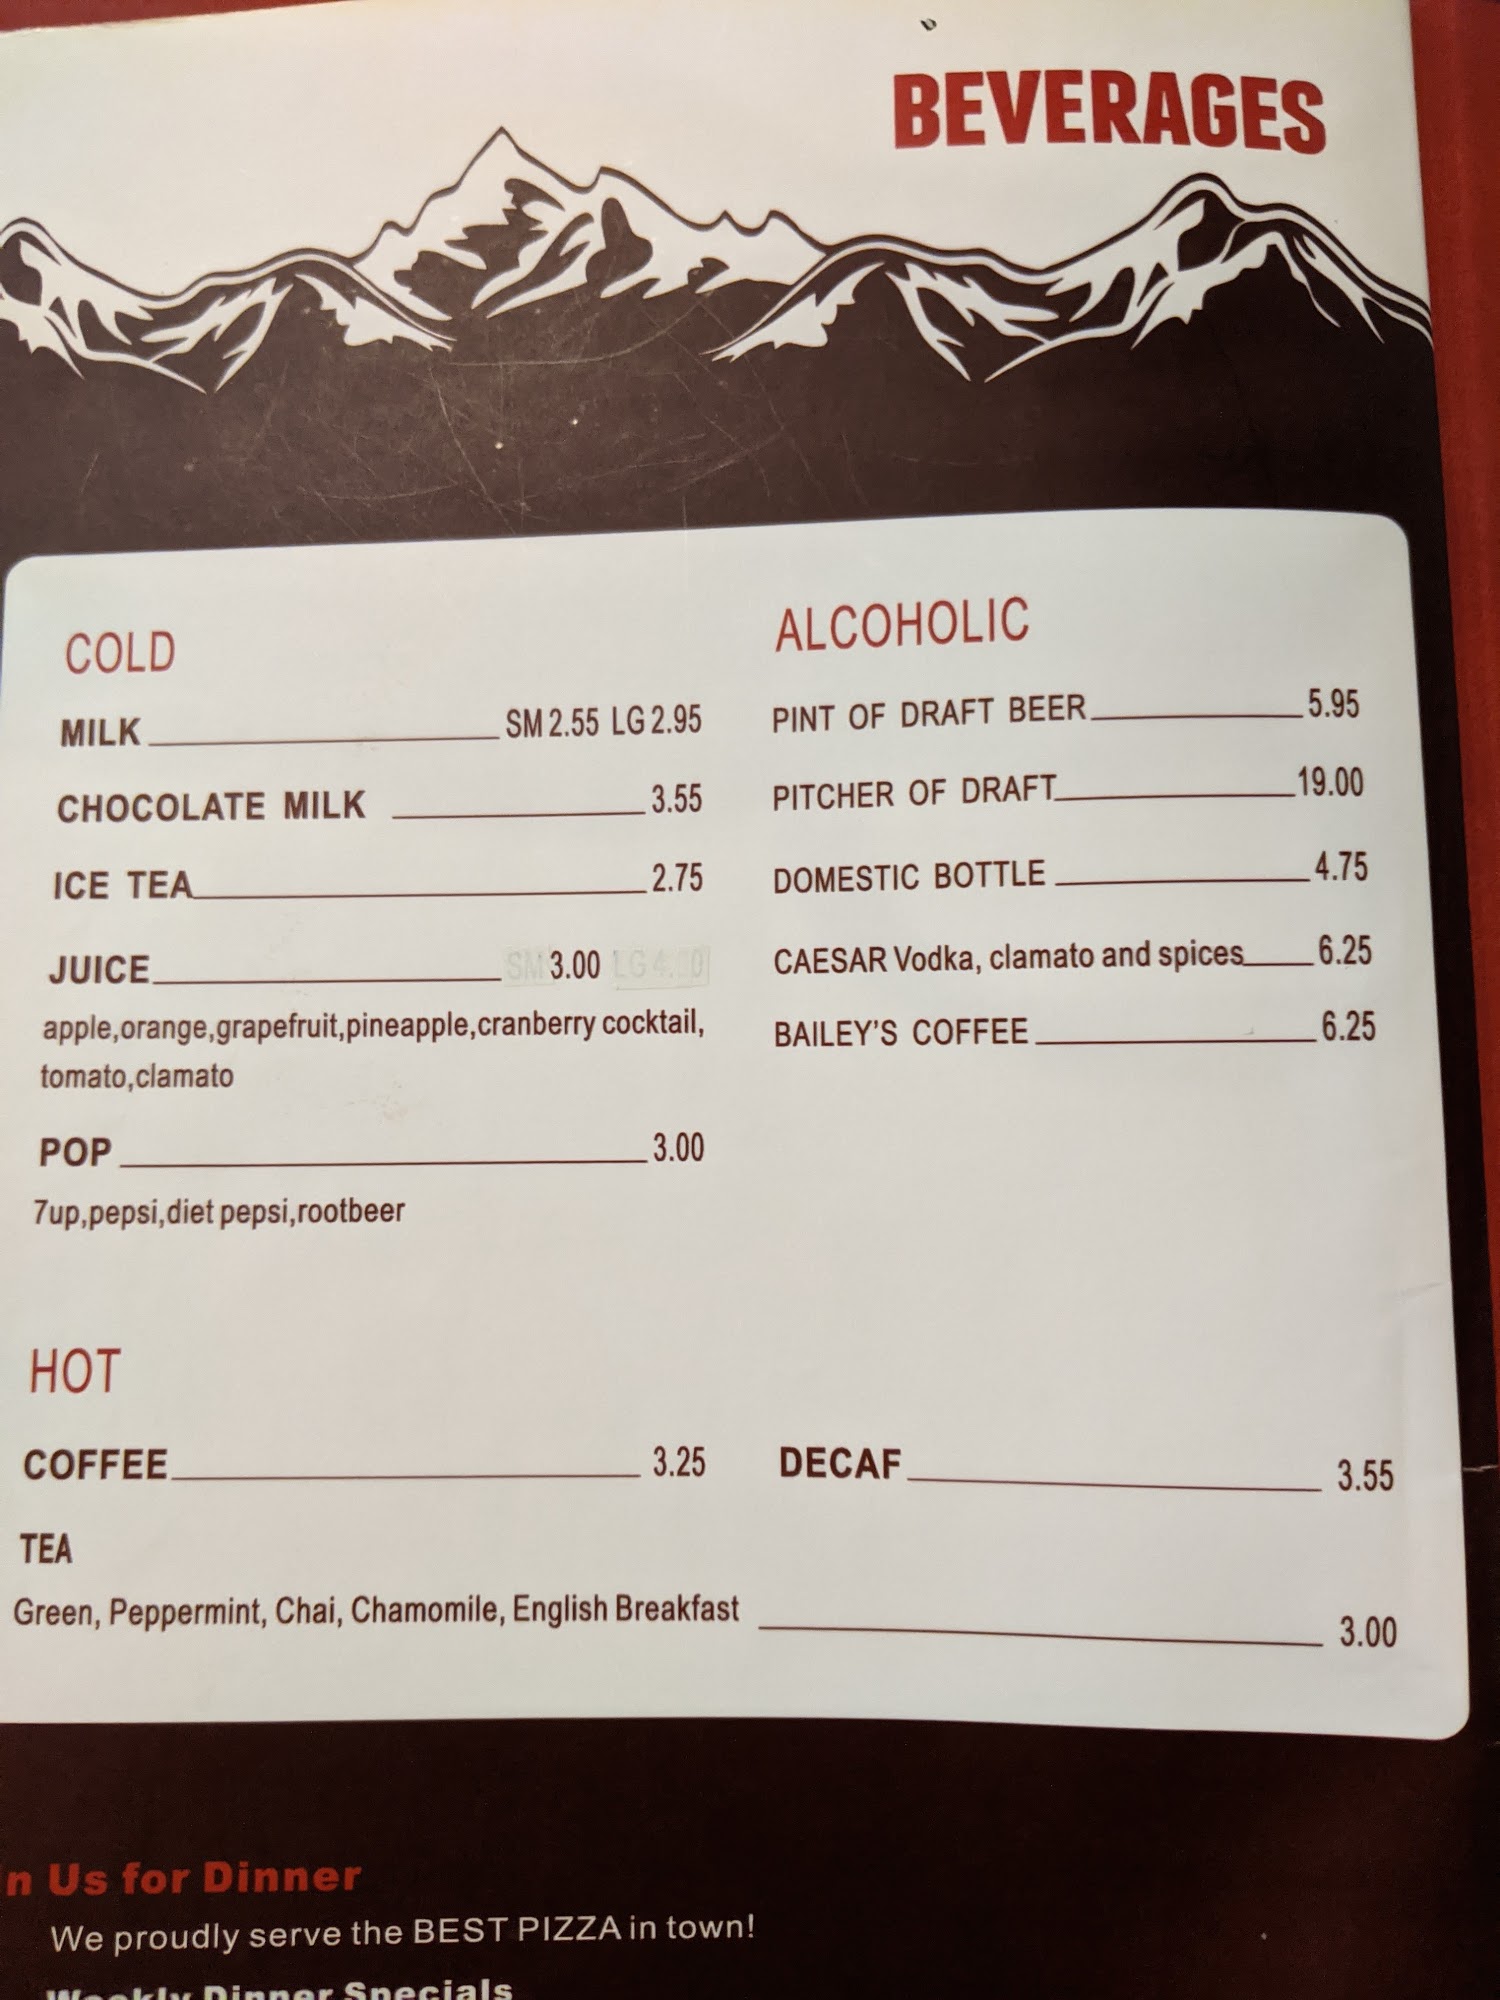 BEVERAGES
COLD
MILK SM 2.55 LG 2.95
CHOCOLATE MILK 3.55
ICE TEA 2.75
JUICE SM 3.00
apple,orange,grapefruit,pineapple,cranberry cocktail,
tomato,clamato
POP 3.00
7up,pepsi,diet pepsi,rootbeer
ALCOHOLIC
PINT OF DRAFT BEER 5.95
PITCHER OF DRAFT 19.00
DOMESTIC BOTTLE 4.75
CAESAR Vodka, clamato and spices 6.25
BAILEY'S COFFEE 6.25
HOT
COFFEE 3.25
DECAF 3.55
TEA
Green, Peppermint, Chai, Chamomile, English Breakfast 3.00
Us for Dinner
We proudly serve the BEST PIZZA in town!
Weekly Dinner Specials